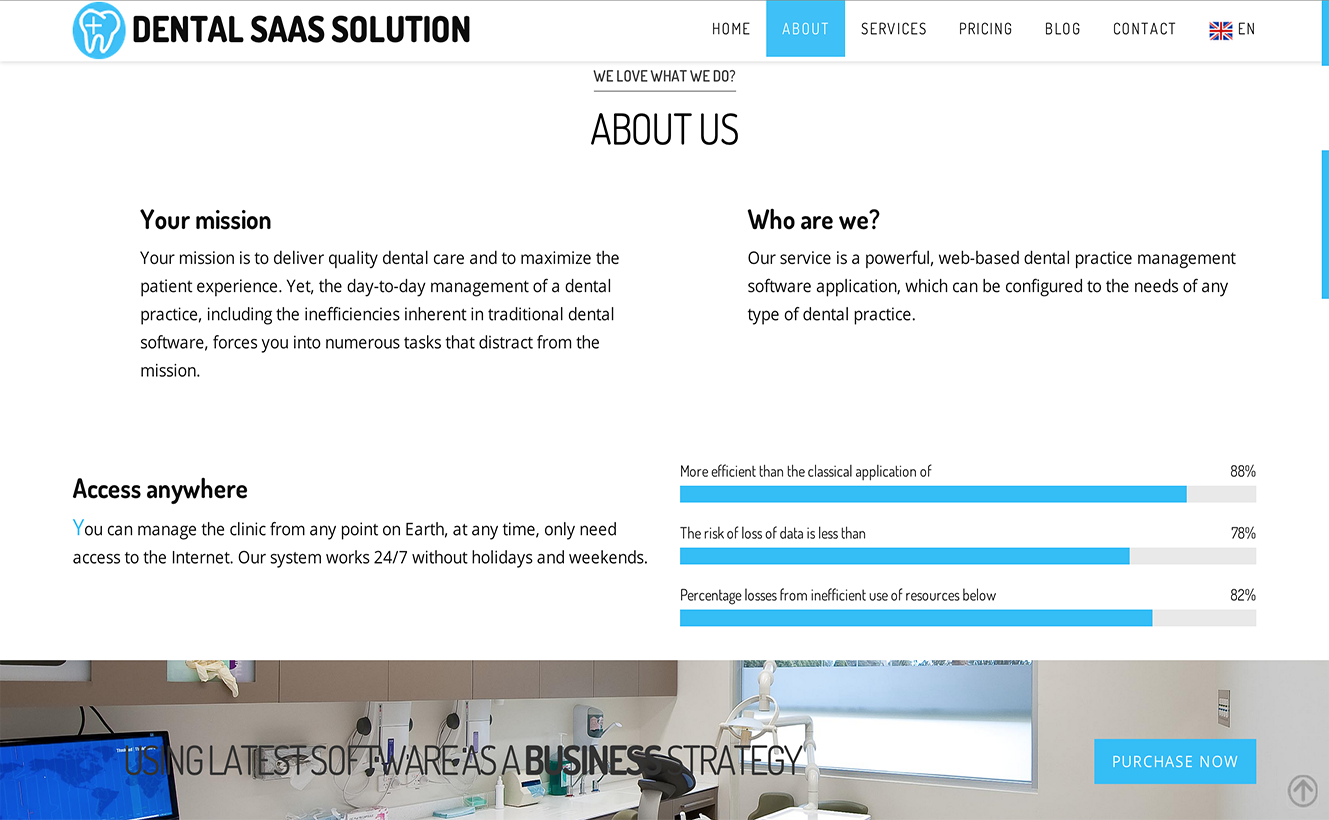 DENTAL SAAS SOLUTION
HOME ABOUT SERVICES PRICING BLOG CONTACT EN
WE LOVE WHAT WE DO?
ABOUT US
Your mission
Your mission is to deliver quality dental care and to maximize the
patient experience. Yet, the day-to-day management of a dental
practice, including the inefficiencies inherent in traditional dental
software, forces you into numerous tasks that distract from the
mission.
Who are we?
Our service is a powerful, web-based dental practice management
software application, which can be configured to the needs of any
type of dental practice.
Access anywhere
You can manage the clinic from any point on Earth, at any time, only need
access to the Internet. Our system works 24/7 without holidays and weekends.
More efficient than the classical application of 88%
The risk of loss of data is less than 78%
Percentage losses from inefficient use of resources below 82%
USING LATEST SOFTWARE AS A BUSINESS STRATEGY
PURCHASE NOW